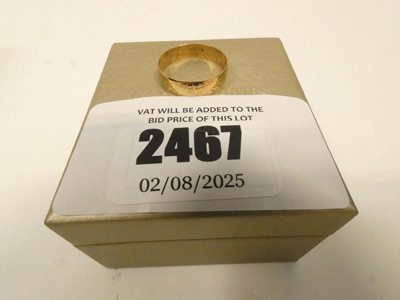 VAT WILL BE ADDED TO THE
BID PRICE OF THIS LOT
2467
02/08/2025